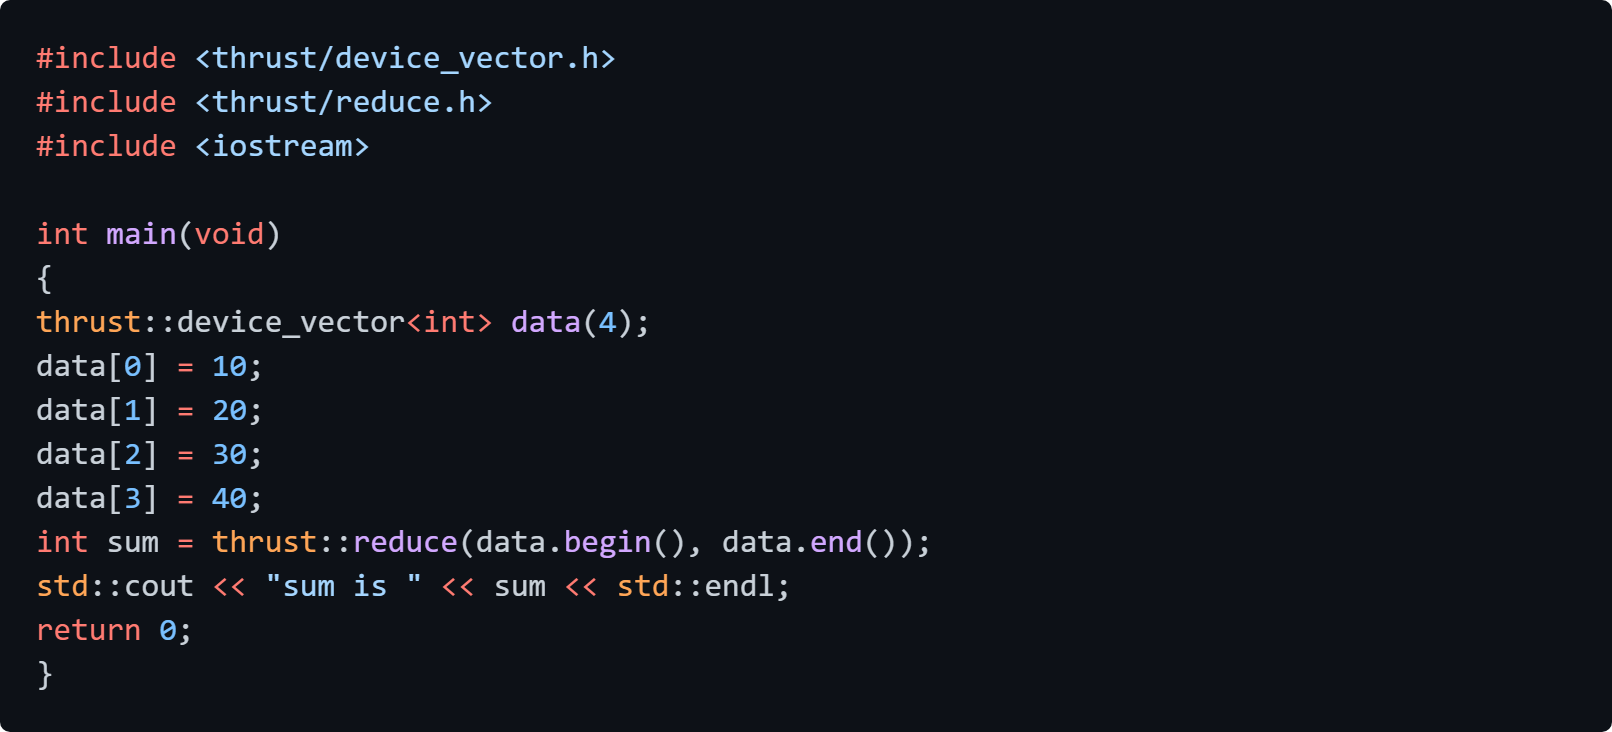 #include <thrust/device_vector.h>
#include <thrust/reduce.h>
#include <iostream>

int main(void)
{
thrust::device_vector<int> data(4);
data[0] = 10;
data[1] = 20;
data[2] = 30;
data[3] = 40;
int sum = thrust::reduce(data.begin(), data.end());
std::cout << "sum is " << sum << std::endl;
return 0;
}